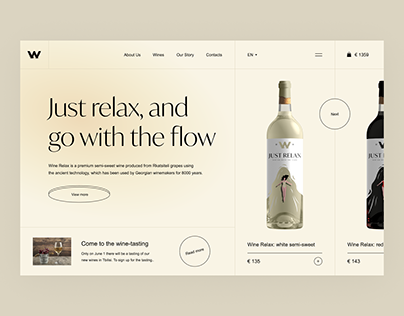 W
About Us
Wines
Our Story
Contacts
EN
€ 1359
Just relax, and
go with the flow
Wine Relax is a premium semi-sweet wine produced from Rkatsiteli grapes using
the ancient technology, which has been used by Georgian winemakers for 8000 years.
View more
Next
W
JUST RELAX
Come to the wine-tasting
Only on June 1 there will be a tasting of
our new wines in Tbilisi. To sign up for the tasting..
Read more
Wine Relax: white semi-sweet
€ 135
Wine Relax: red
€ 143
JUST